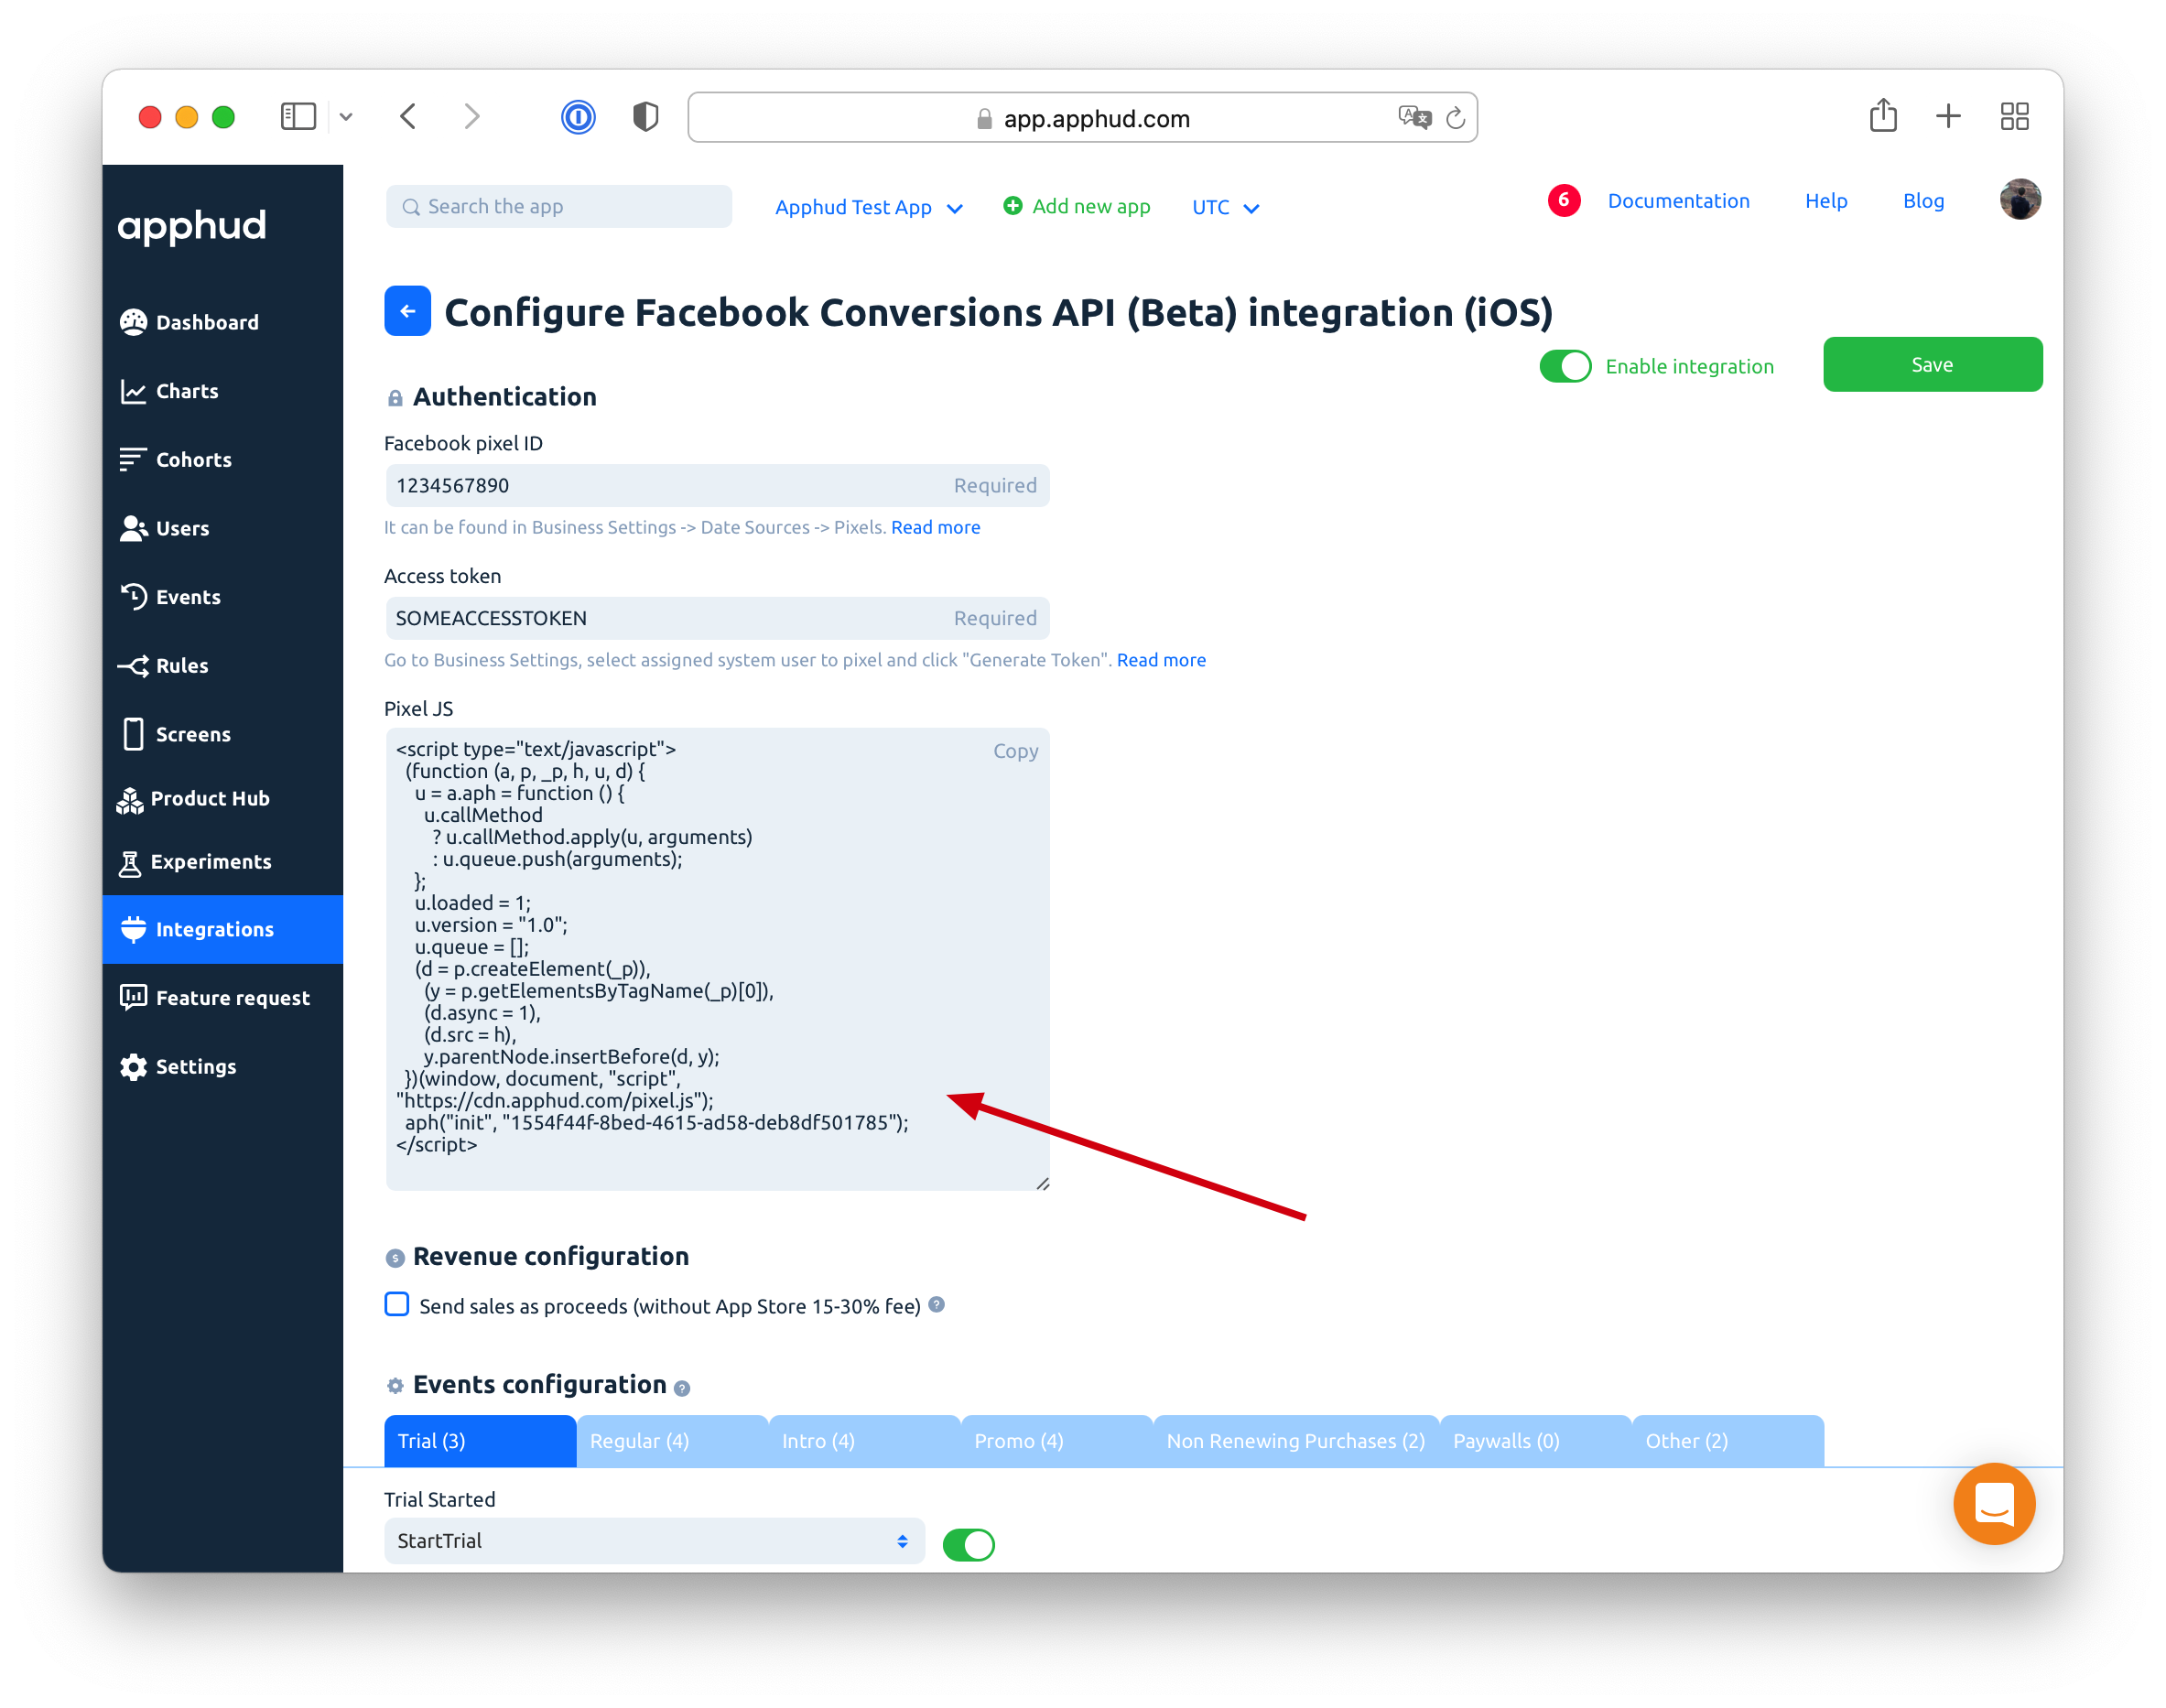 app.apphud.com
apphud
Search the app
Apphud Test App
Add new app
UTC
6
Documentation
Help
Blog
Dashboard
Charts
Cohorts
Users
Events
Rules
Screens
Product Hub
Experiments
Integrations
Feature request
Settings
Configure Facebook Conversions API (Beta) integration (iOS)
Enable integration
Save
Authentication
Facebook pixel ID
1234567890 Required
It can be found in Business Settings -> Date Sources -> Pixels. Read more
Access token
SOMEACCESSTOKEN Required
Go to Business Settings, select assigned system user to pixel and click "Generate Token". Read more
Pixel JS
Copy
<script type="text/javascript">
(function (a, p, _p, h, u, d) {
u = a.aph = function () {
u.callMethod
? u.callMethod.apply(u, arguments)
: u.queue.push(arguments);
};
u.loaded = 1;
u.version = "1.0";
u.queue = [];
(d = p.createElement(_p)),
(y = p.getElementsByTagName(_p)[0]),
(d.async = 1),
(d.src = h),
y.parentNode.insertBefore(d, y);
})(window, document, "script",
"https://cdn.apphud.com/pixel.js");
aph("init", "1554f44f-8bed-4615-ad58-deb8df501785");
</script>
Revenue configuration
Send sales as proceeds (without App Store 15-30% fee) ?
Events configuration ?
Trial (3)
Regular (4)
Intro (4)
Promo (4)
Non Renewing Purchases (2)
Paywalls (0)
Other (2)
Trial Started
StartTrial